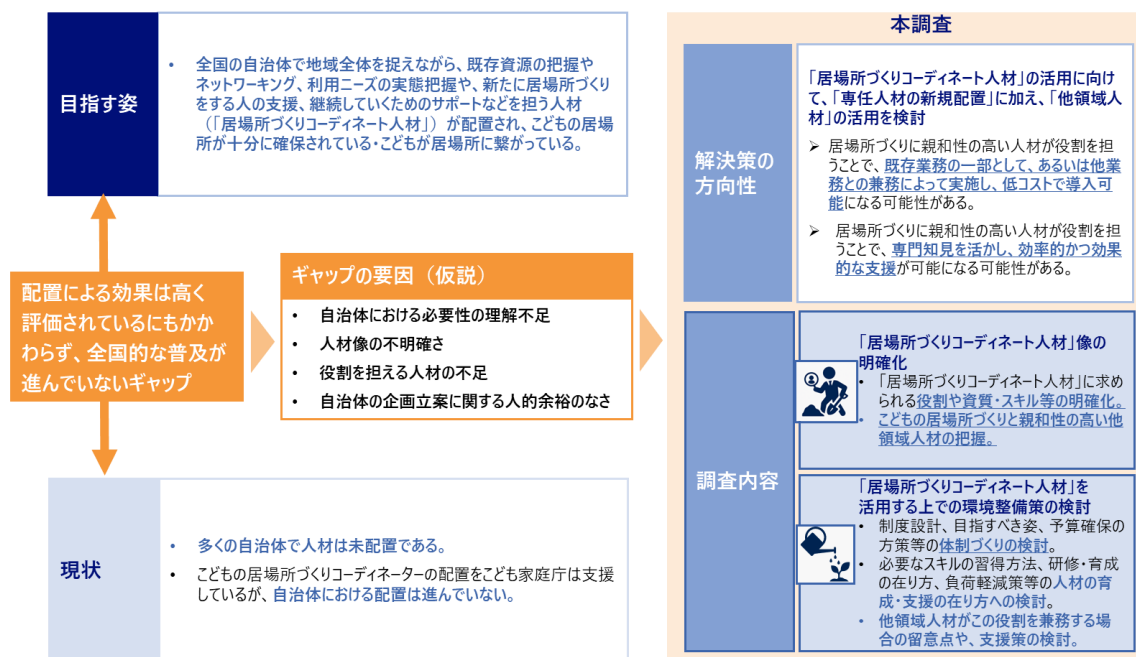 目指す姿
• 全国の自治体で地域全体を捉えながら、既存資源の把握や
ネットワーキング、利用ニーズの実態把握や、新たに居場所づくり
をする人の支援、継続していくためのサポートなどを担う人材
（「居場所づくりコーディネート人材」）が配置され、こどもの居場
所が十分に確保されている・こどもが居場所に繋がっている。
配置による効果は高く
評価されているにもかか
わらず、全国的な普及が
進んでいないギャップ
ギャップの要因（仮説）
• 自治体における必要性の理解不足
• 人材像の不明確さ
• 役割を担える人材の不足
• 自治体の企画立案に関する人的余裕のなさ
現状
• 多くの自治体で人材は未配置である。
• こどもの居場所づくりコーディネーターの配置をこども家庭庁は支援
しているが、自治体における配置は進んでいない。
本調査
解決策の
方向性
「居場所づくりコーディネート人材」の活用に向け
て、「専任人材の新規配置」に加え、「他領域人
材」の活用を検討
➢ 居場所づくりに親和性の高い人材が役割を担
うことで、既存業務の一部として、あるいは他業
務との兼務によって実施し、低コストで導入可
能になる可能性がある。
➢ 居場所づくりに親和性の高い人材が役割を担
うことで、専門知見を活かし、効率的かつ効果
的な支援が可能になる可能性がある。
調査内容
「居場所づくりコーディネート人材」像の
明確化
• 「居場所づくりコーディネート人材」に求め
られる役割や資質・スキル等の明確化。
• こどもの居場所づくりと親和性の高い他
領域人材の把握。
「居場所づくりコーディネート人材」を
活用する上での環境整備策の検討
• 制度設計、目指すべき姿、予算確保の
方策等の体制づくりの検討。
• 必要なスキルの習得方法、研修・育成
の在り方、負荷軽減策等の人材の育
成・支援の在り方への検討。
• 他領域人材がこの役割を兼務する場
合の留意点や、支援策の検討。